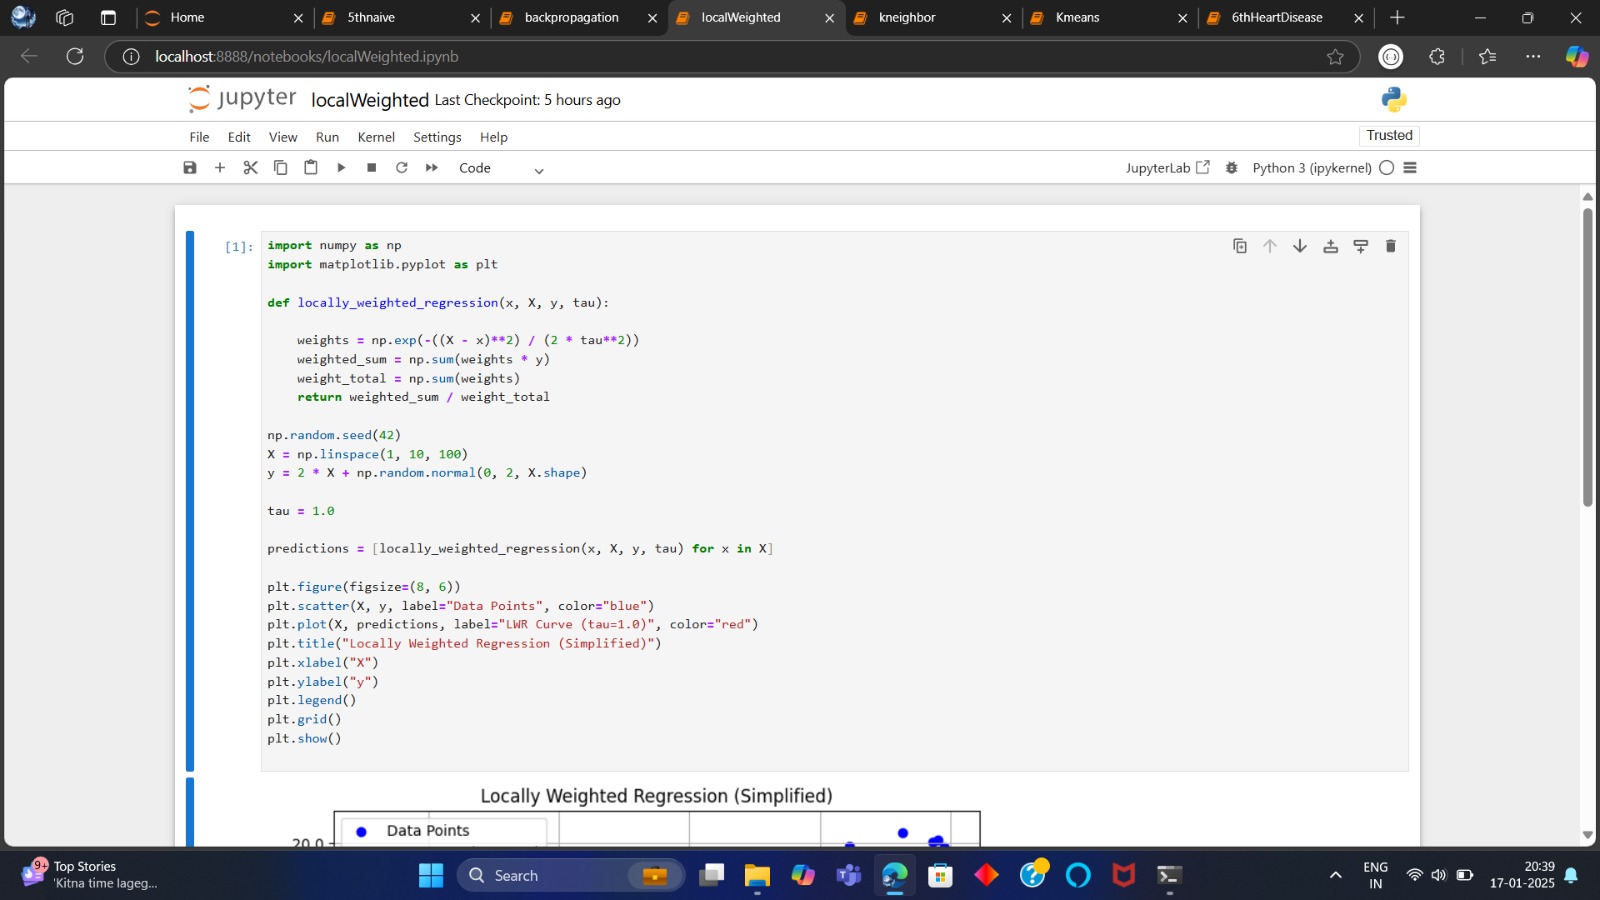 Home
5thnaive
backpropagation
localWeighted
kneighbor
Kmeans
6thHeartDisease
localhost:8888/notebooks/localWeighted.ipynb
jupyter localWeighted Last Checkpoint: 5 hours ago
File Edit View Run Kernel Settings Help
Trusted
Code
JupyterLab
Python 3 (ipykernel)
[1]:
import numpy as np
import matplotlib.pyplot as plt
def locally_weighted_regression(x, X, y, tau):
    weights = np.exp(-((X - x)**2) / (2 * tau**2))
    weighted_sum = np.sum(weights * y)
    weight_total = np.sum(weights)
    return weighted_sum / weight_total
np.random.seed(42)
X = np.linspace(1, 10, 100)
y = 2 * X + np.random.normal(0, 2, X.shape)
tau = 1.0
predictions = [locally_weighted_regression(x, X, y, tau) for x in X]
plt.figure(figsize=(8, 6))
plt.scatter(X, y, label="Data Points", color="blue")
plt.plot(X, predictions, label="LWR Curve (tau=1.0)", color="red")
plt.title("Locally Weighted Regression (Simplified)")
plt.xlabel("X")
plt.ylabel("y")
plt.legend()
plt.grid()
plt.show()
Locally Weighted Regression (Simplified)
Data Points
20.0
9+
Top Stories
'Kitna time lageg...
Search
ENG
IN
20:39
17-01-2025